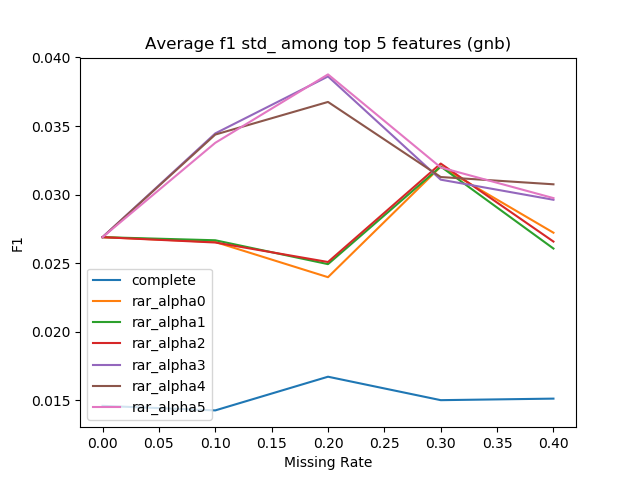 Average f1 std_ among top 5 features (gnb)
0.040
0.035
0.030
0.025
0.020
0.015
F1
complete
rar_alpha0
rar_alpha1
rar_alpha2
rar_alpha3
rar_alpha4
rar_alpha5
0.00 0.05 0.10 0.15 0.20 0.25 0.30 0.35 0.40
Missing Rate